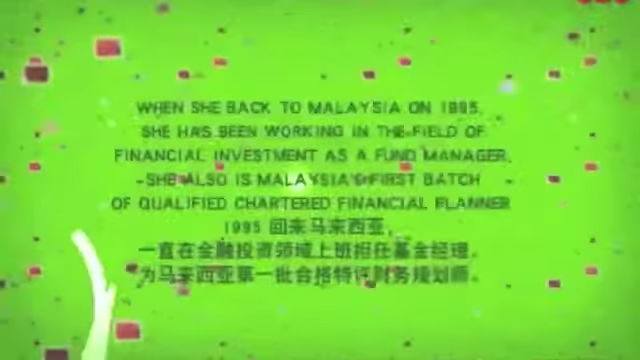 WHEN SHE BACK TO MALAYSIA ON 1995,
SHE HAS BEEN WORKING IN THE FIELD OF
FINANCIAL INVESTMENT AS A FUND MANAGER.
SHE ALSO IS MALAYSIA'S FIRST BATCH
OF QUALIFIED CHARTERED FINANCIAL PLANNER
1995 回来马来西亚，
一直在金融投资领域上班担任基金经理。
为马来西亚第一批合格特许财务规划师。